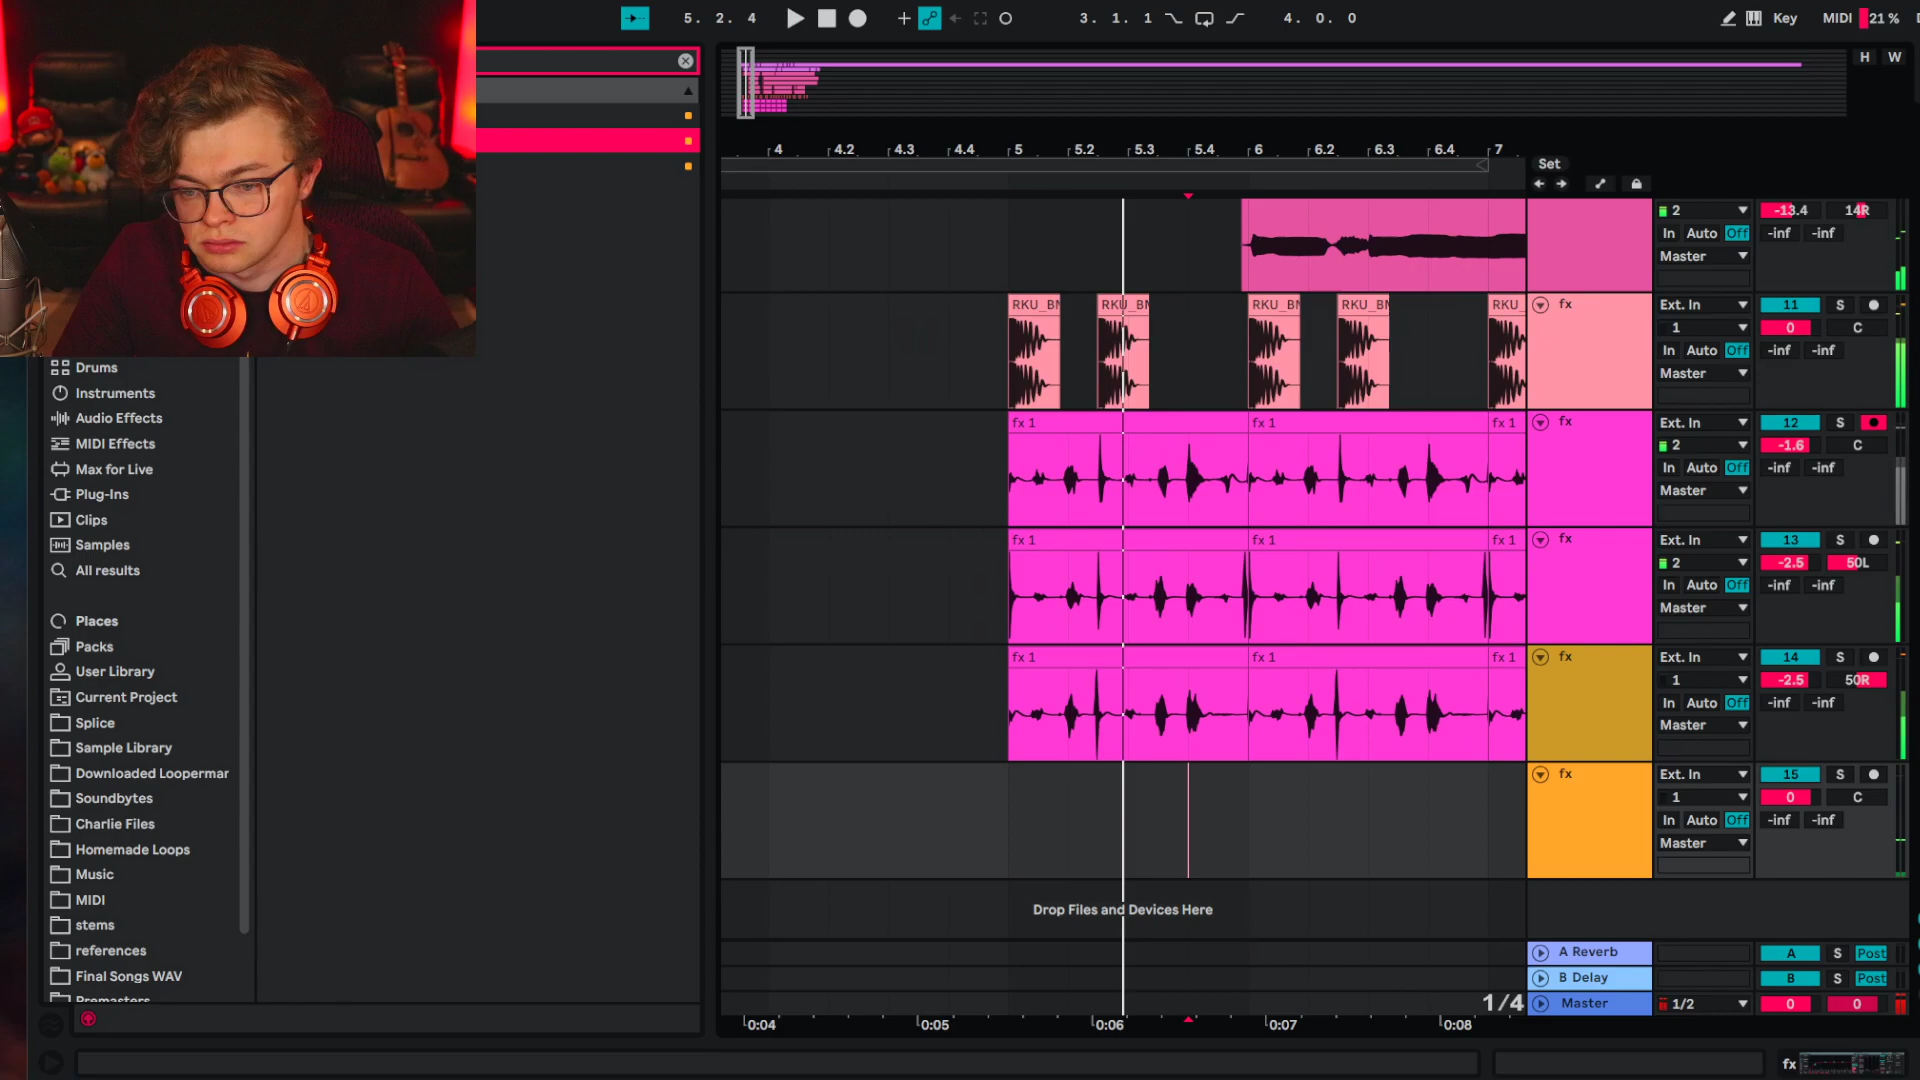 5. 2. 4
3. 1. 1
4. 0. 0
Key
MIDI
21 %
H
W
4
4.2
4.3
4.4
5
5.2
5.3
5.4
6
6.2
6.3
6.4
7
Set
2
-13.4
14R
In Auto Off
-inf
-inf
Master
RKU_BM
RKU_BM
RKU_BM
RKU_BM
RKU_
fx
Ext. In
11
S
1
0
C
In Auto Off
-inf
-inf
Master
fx 1
fx 1
fx 1
fx
Ext. In
12
S
2
-1.6
C
In Auto Off
-inf
-inf
Master
fx 1
fx 1
fx 1
fx
Ext. In
13
S
2
-2.5
50L
In Auto Off
-inf
-inf
Master
fx 1
fx 1
fx 1
fx
Ext. In
14
S
1
-2.5
50R
In Auto Off
-inf
-inf
Master
fx
Ext. In
15
S
1
0
C
In Auto Off
-inf
-inf
Master
Drop Files and Devices Here
A Reverb
A
S
Post
B Delay
B
S
Post
1/4
Master
1/2
0
0
0:04
0:05
0:06
0:07
0:08
fx
Drums
Instruments
Audio Effects
MIDI Effects
Max for Live
Plug-Ins
Clips
Samples
All results
Places
Packs
User Library
Current Project
Splice
Sample Library
Downloaded Loopermar
Soundbytes
Charlie Files
Homemade Loops
Music
MIDI
stems
references
Final Songs WAV
Premasters